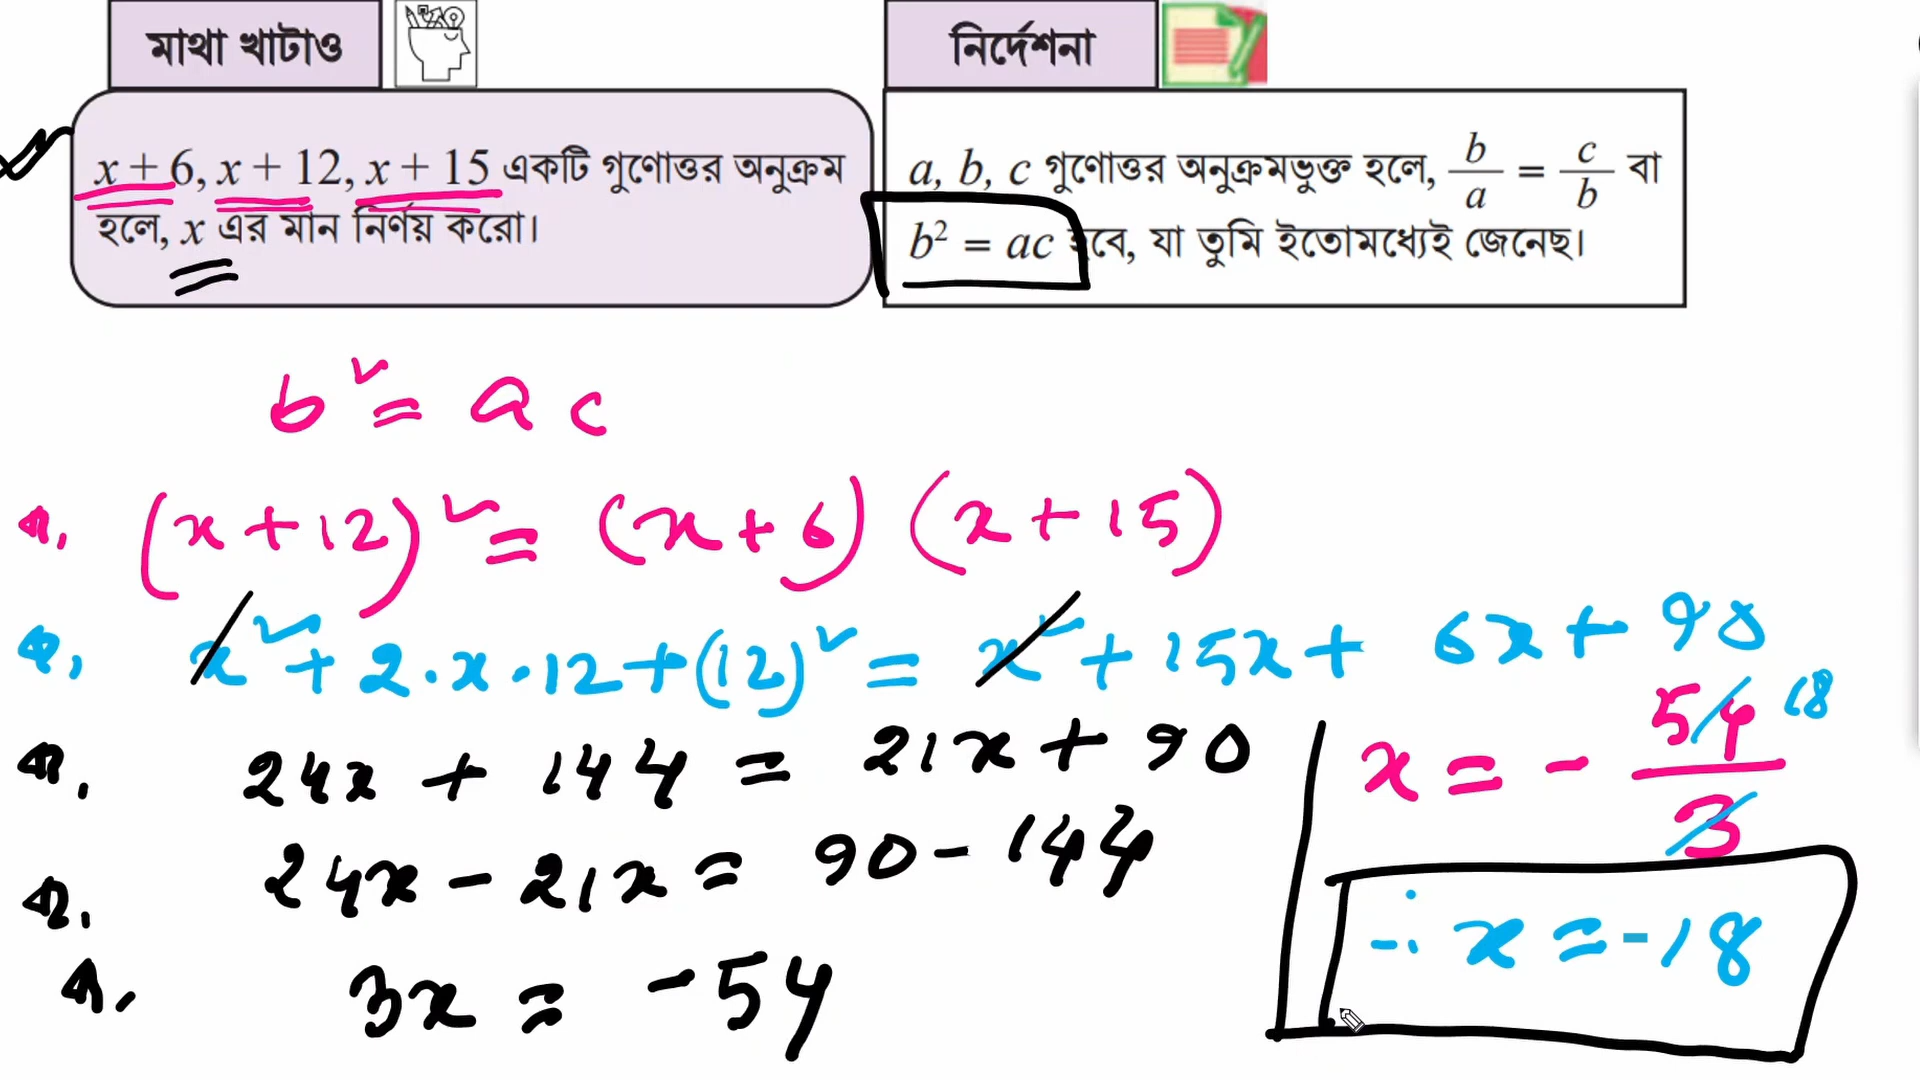 মাথা খাটাও
x + 6, x + 12, x + 15 একটি গুণোত্তর অনুক্রম
হলে, x এর মান নির্ণয় করো।
নির্দেশনা
a, b, c গুণোত্তর অনুক্রমভুক্ত হলে, b/a = c/b বা
b² = ac হবে, যা তুমি ইতোমধ্যেই জেনেছ।
b² = ac
বা, (x + 12)² = (x + 6) (x + 15)
বা, x² + 2·x·12 + (12)² = x² + 15x + 6x + 90
বা, 24x + 144 = 21x + 90
বা, 24x - 21x = 90 - 144
বা, 3x = -54
x = - 54/3 18
∴ x = -18